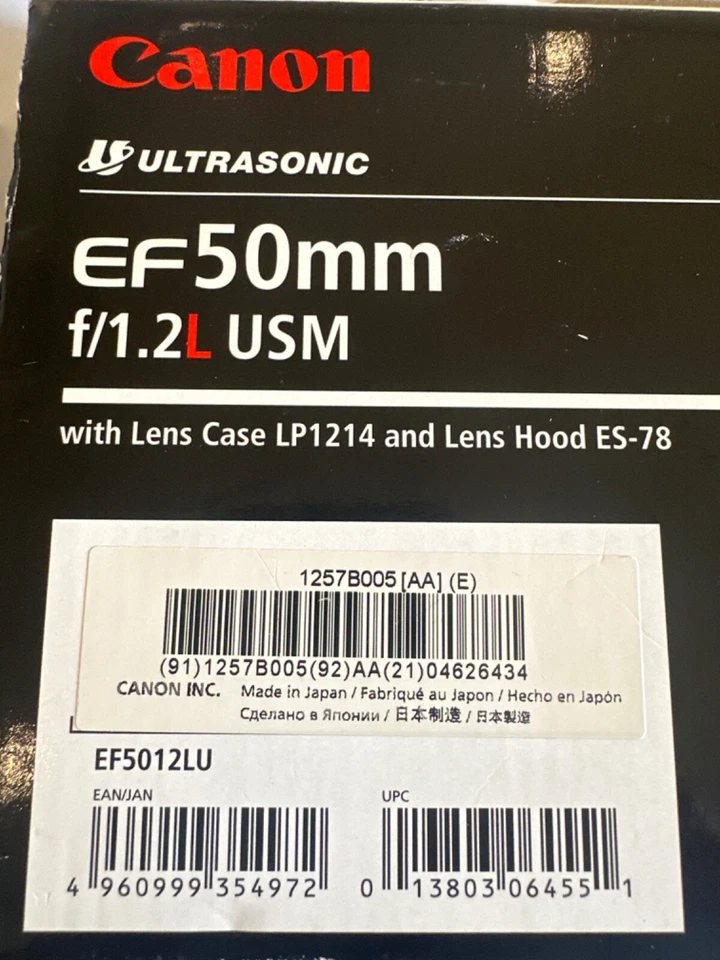 Canon
ULTRASONIC
EF50mm
f/1.2L USM
with Lens Case LP1214 and Lens Hood ES-78
1257B005[AA](E)
(91)1257B005(92)AA(21)04626434
CANON INC. Made in Japan / Fabriqué au Japon / Hecho en Japón
Сделано в Японии / 日本制造 / 日本製造
EF5012LU
EAN/JAN UPC
4 960999 354972 0 13803 06455 1